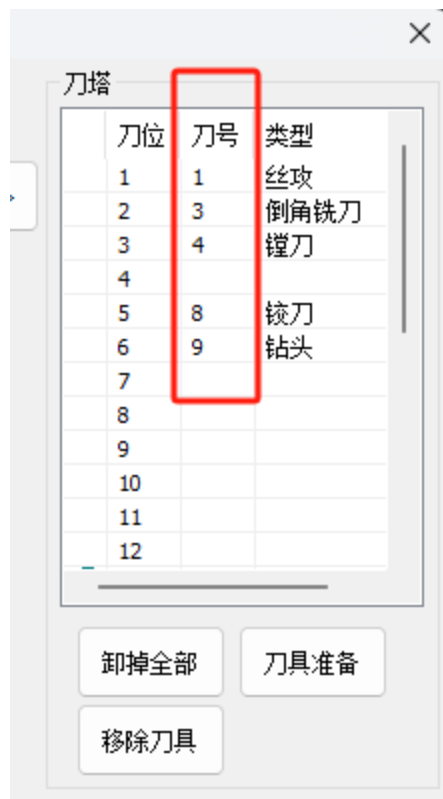 刀塔
刀位 刀号 类型
1 1 丝攻
2 3 倒角铣刀
3 4 镗刀
4
5 8 铰刀
6 9 钻头
7
8
9
10
11
12
卸掉全部 刀具准备
移除刀具